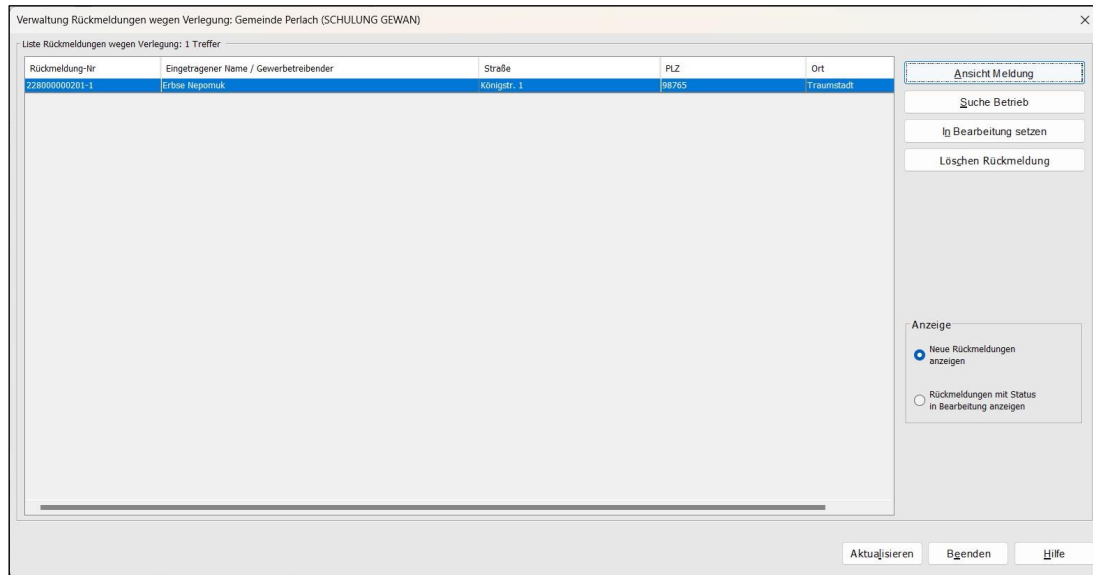 Verwaltung Rückmeldungen wegen Verlegung: Gemeinde Perlach (SCHULUNG GEWAN)
Liste Rückmeldungen wegen Verlegung: 1 Treffer
Rückmeldung-Nr Eingetragener Name / Gewerbetreibender Straße PLZ Ort
228000000201-1 Erbse Nepomuk Königstr. 1 98765 Traumstadt
Ansicht Meldung
Suche Betrieb
In Bearbeitung setzen
Löschen Rückmeldung
Anzeige
Neue Rückmeldungen
anzeigen
Rückmeldungen mit Status
in Bearbeitung anzeigen
Aktualisieren Beenden Hilfe